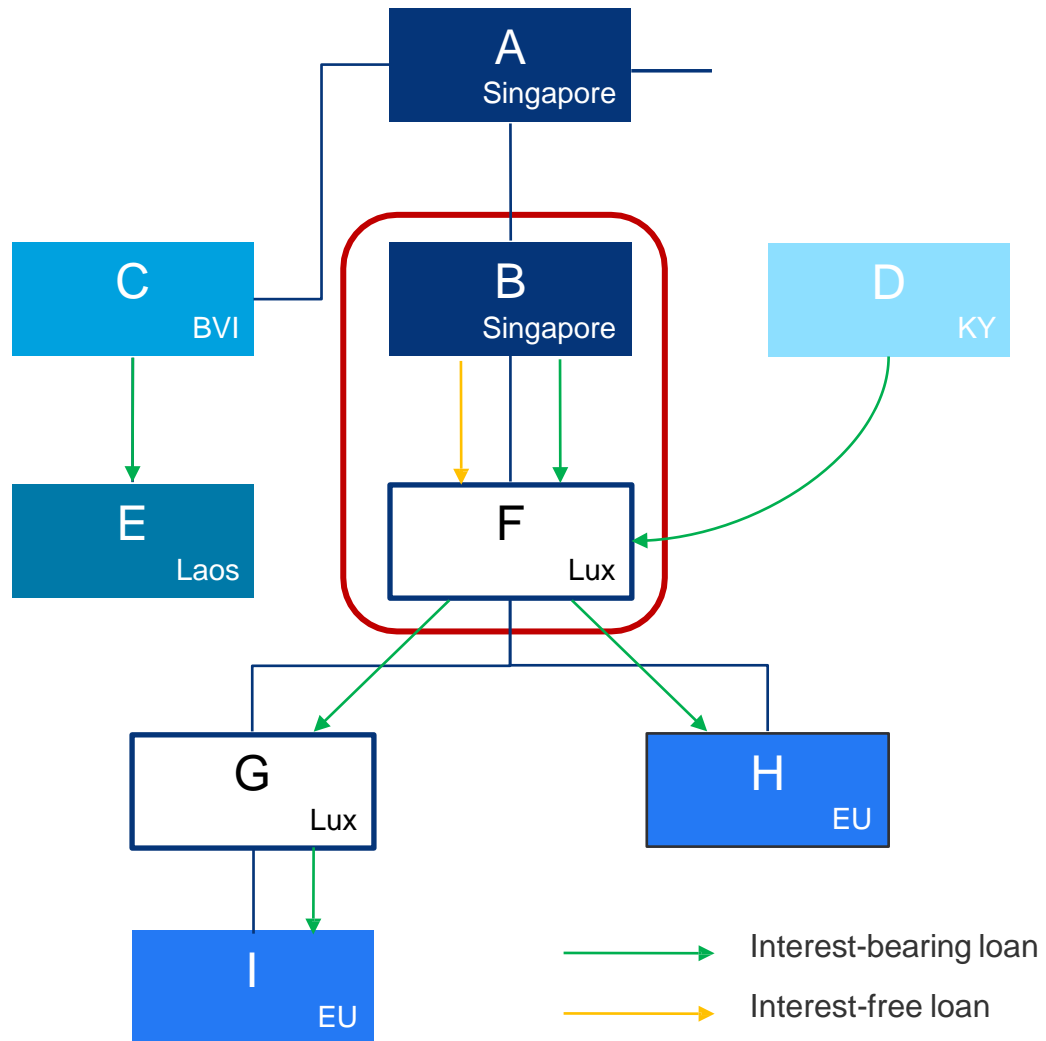 A
Singapore
C
BVI
B
Singapore
D
KY
E
Laos
F
Lux
G
Lux
H
EU
I
EU
Interest-bearing loan
Interest-free loan